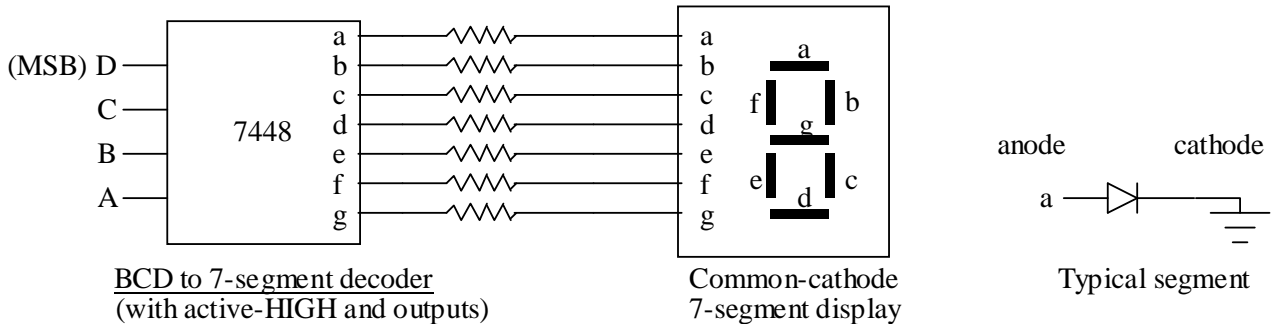 (MSB) D
C
B
A
7448
a
b
c
d
e
f
g
a
b
c
d
e
f
g
a
f
b
g
e
c
d
anode cathode
a
BCD to 7-segment decoder
(with active-HIGH and outputs)
Common-cathode
7-segment display
Typical segment